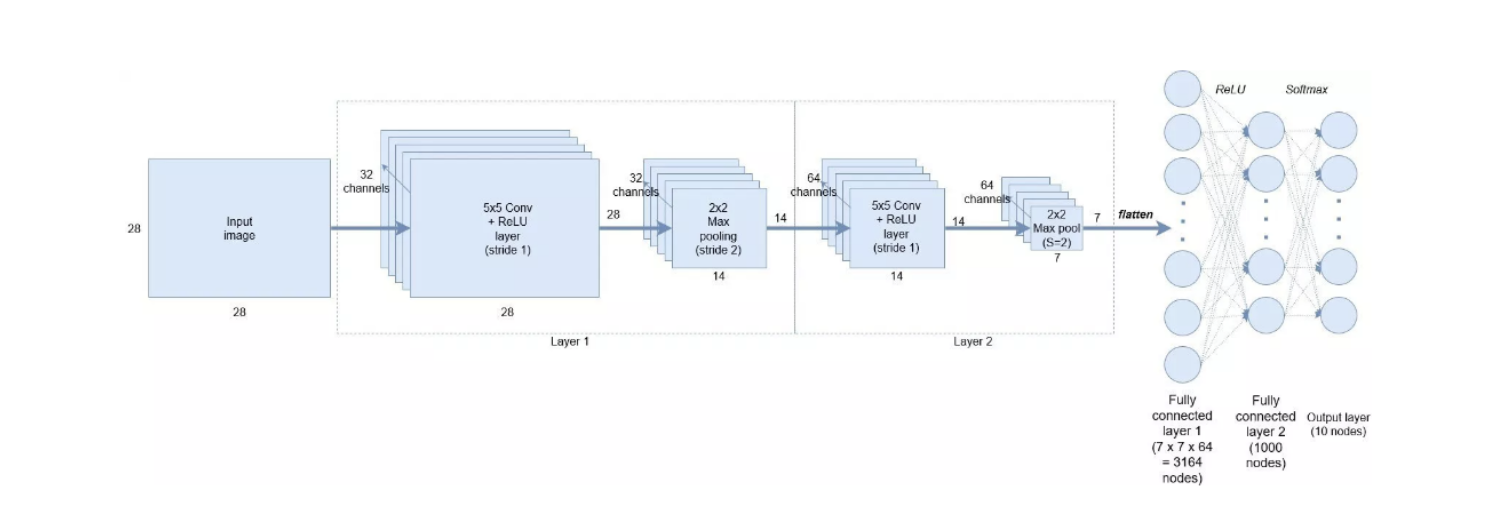 28
Input
image
28
32
channels
5x5 Conv
+ ReLU
layer
(stride 1)
28
28
32
channels
2x2
Max
pooling
(stride 2)
14
14
Layer 1
64
channels
5x5 Conv
+ ReLU
layer
(stride 1)
14
14
64
channels
2x2
Max pool
(S=2)
7
7
Layer 2
flatten
ReLU
Softmax
Fully
connected
layer 1
(7 x 7 x 64
= 3164
nodes)
Fully
connected
layer 2
(1000
nodes)
Output layer
(10 nodes)